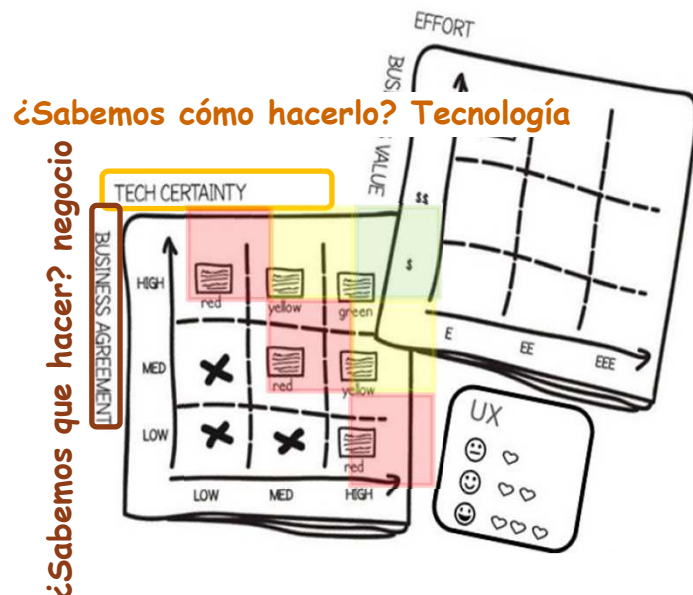 EFFORT
¿Sabemos cómo hacerlo? Tecnología
¿Sabemos que hacer? negocio
TECH CERTAINTY
BUSINESS AGREEMENT
VALUE
$$
$
HIGH
red
yellow
green
MED
red
yellow
LOW
red
LOW MED HIGH
E EE EEE
UX